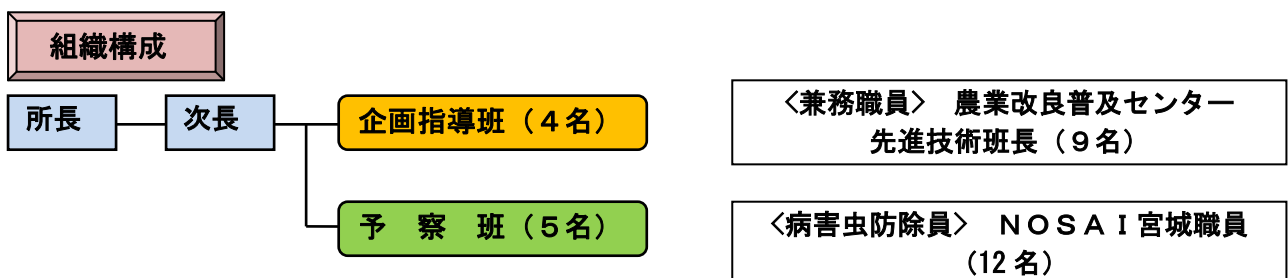 組織構成
所長
次長
企画指導班（４名）
＜兼務職員＞　農業改良普及センター
先進技術班長（９名）
予　察　班（５名）
＜病害虫防除員＞　ＮＯＳＡＩ宮城職員
(12名)